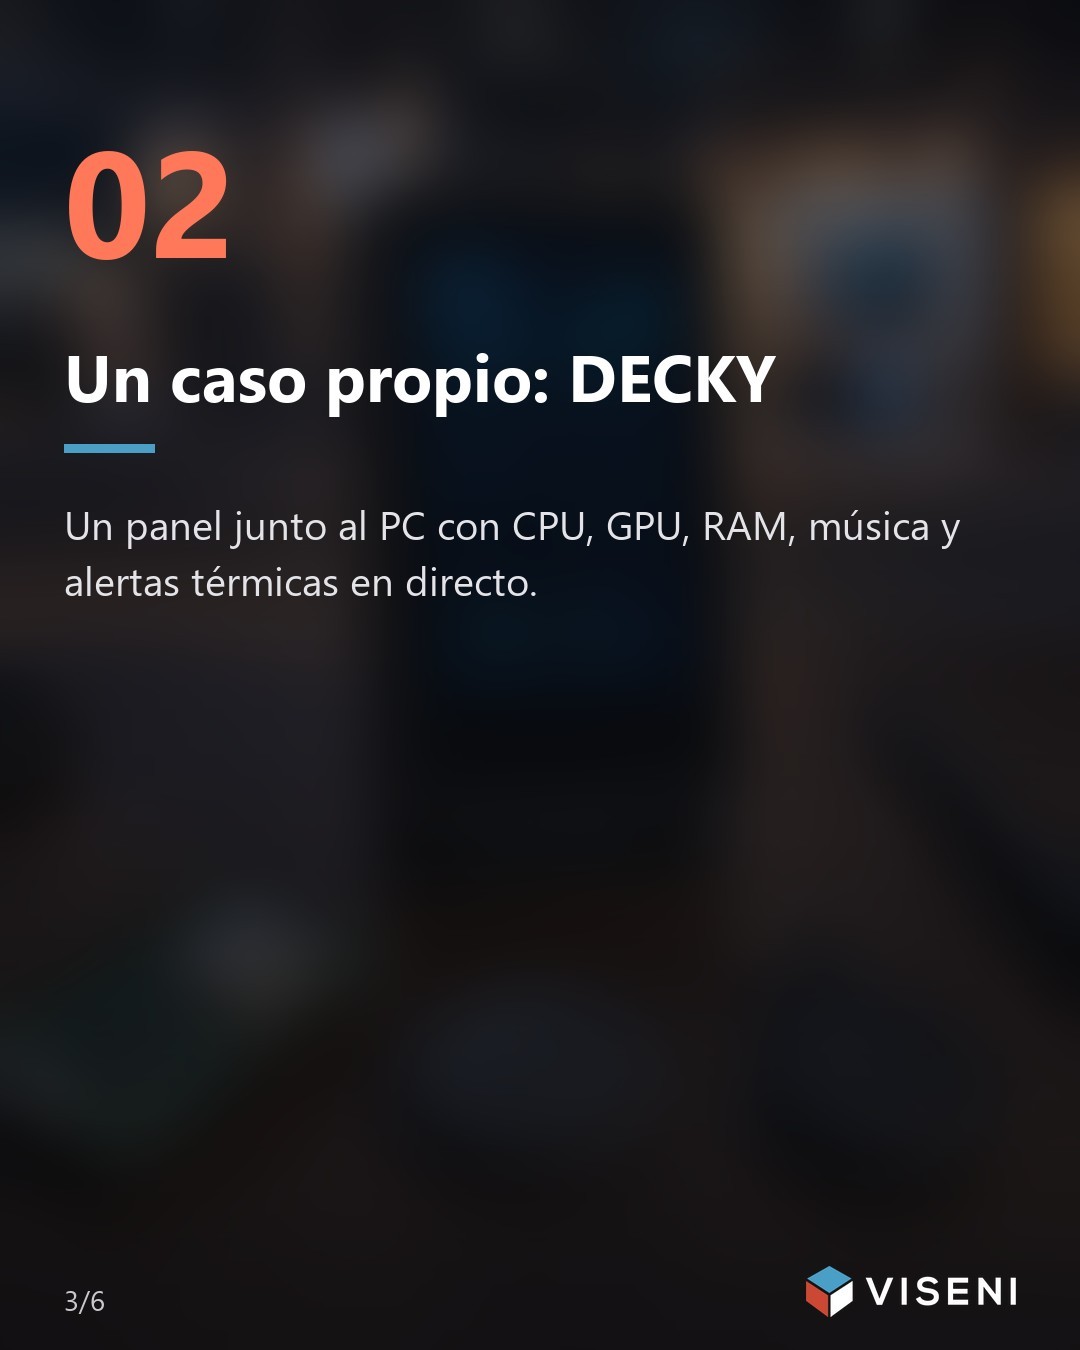 02
Un caso propio: DECKY
Un panel junto al PC con CPU, GPU, RAM, música y
alertas térmicas en directo.
3/6
VISENI